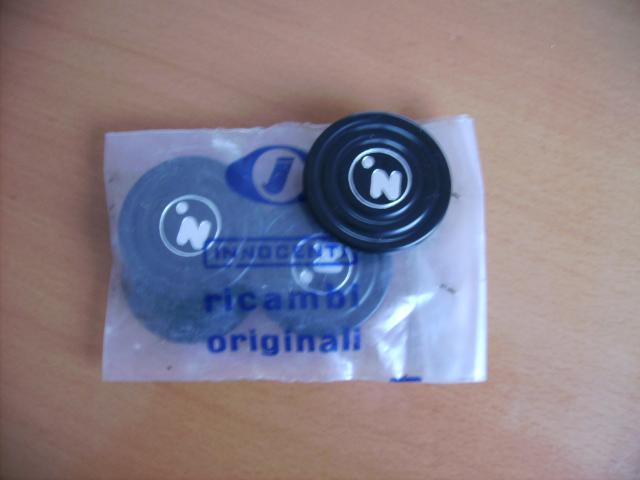 INNOCENTI
ricambi
originali
N
N